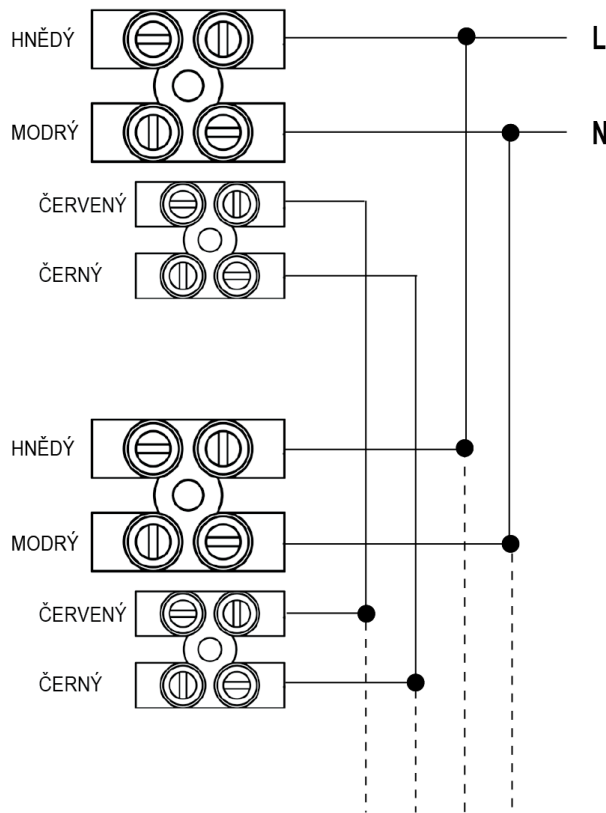 HNĚDÝ
L
MODRÝ
N
ČERVENÝ
ČERNÝ
HNĚDÝ
MODRÝ
ČERVENÝ
ČERNÝ